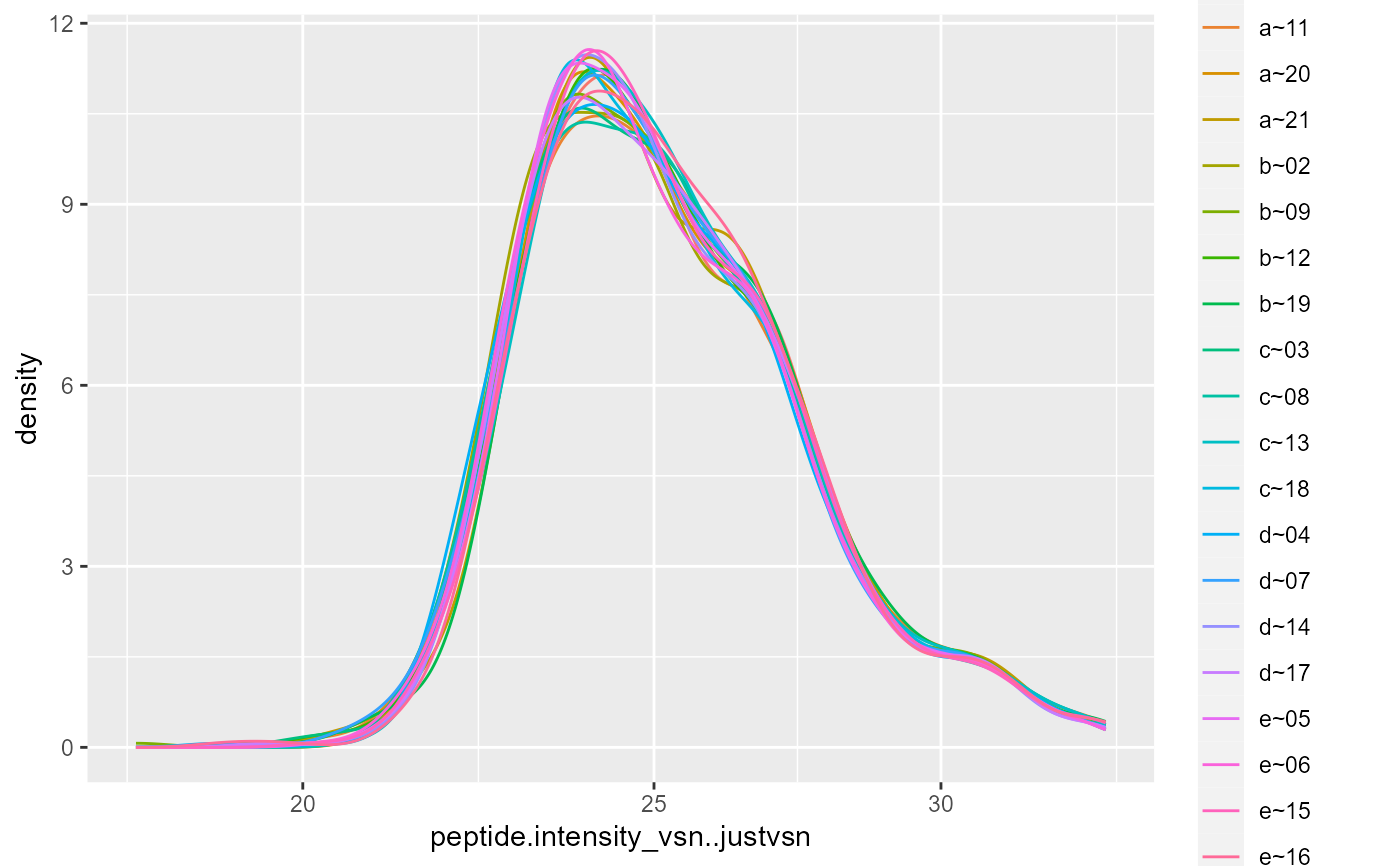 12
9
6
3
0
density
20
25
30
peptide.intensity_vsn..justvsn
a~11
a~20
a~21
b~02
b~09
b~12
b~19
c~03
c~08
c~13
c~18
d~04
d~07
d~14
d~17
e~05
e~06
e~15
e~16